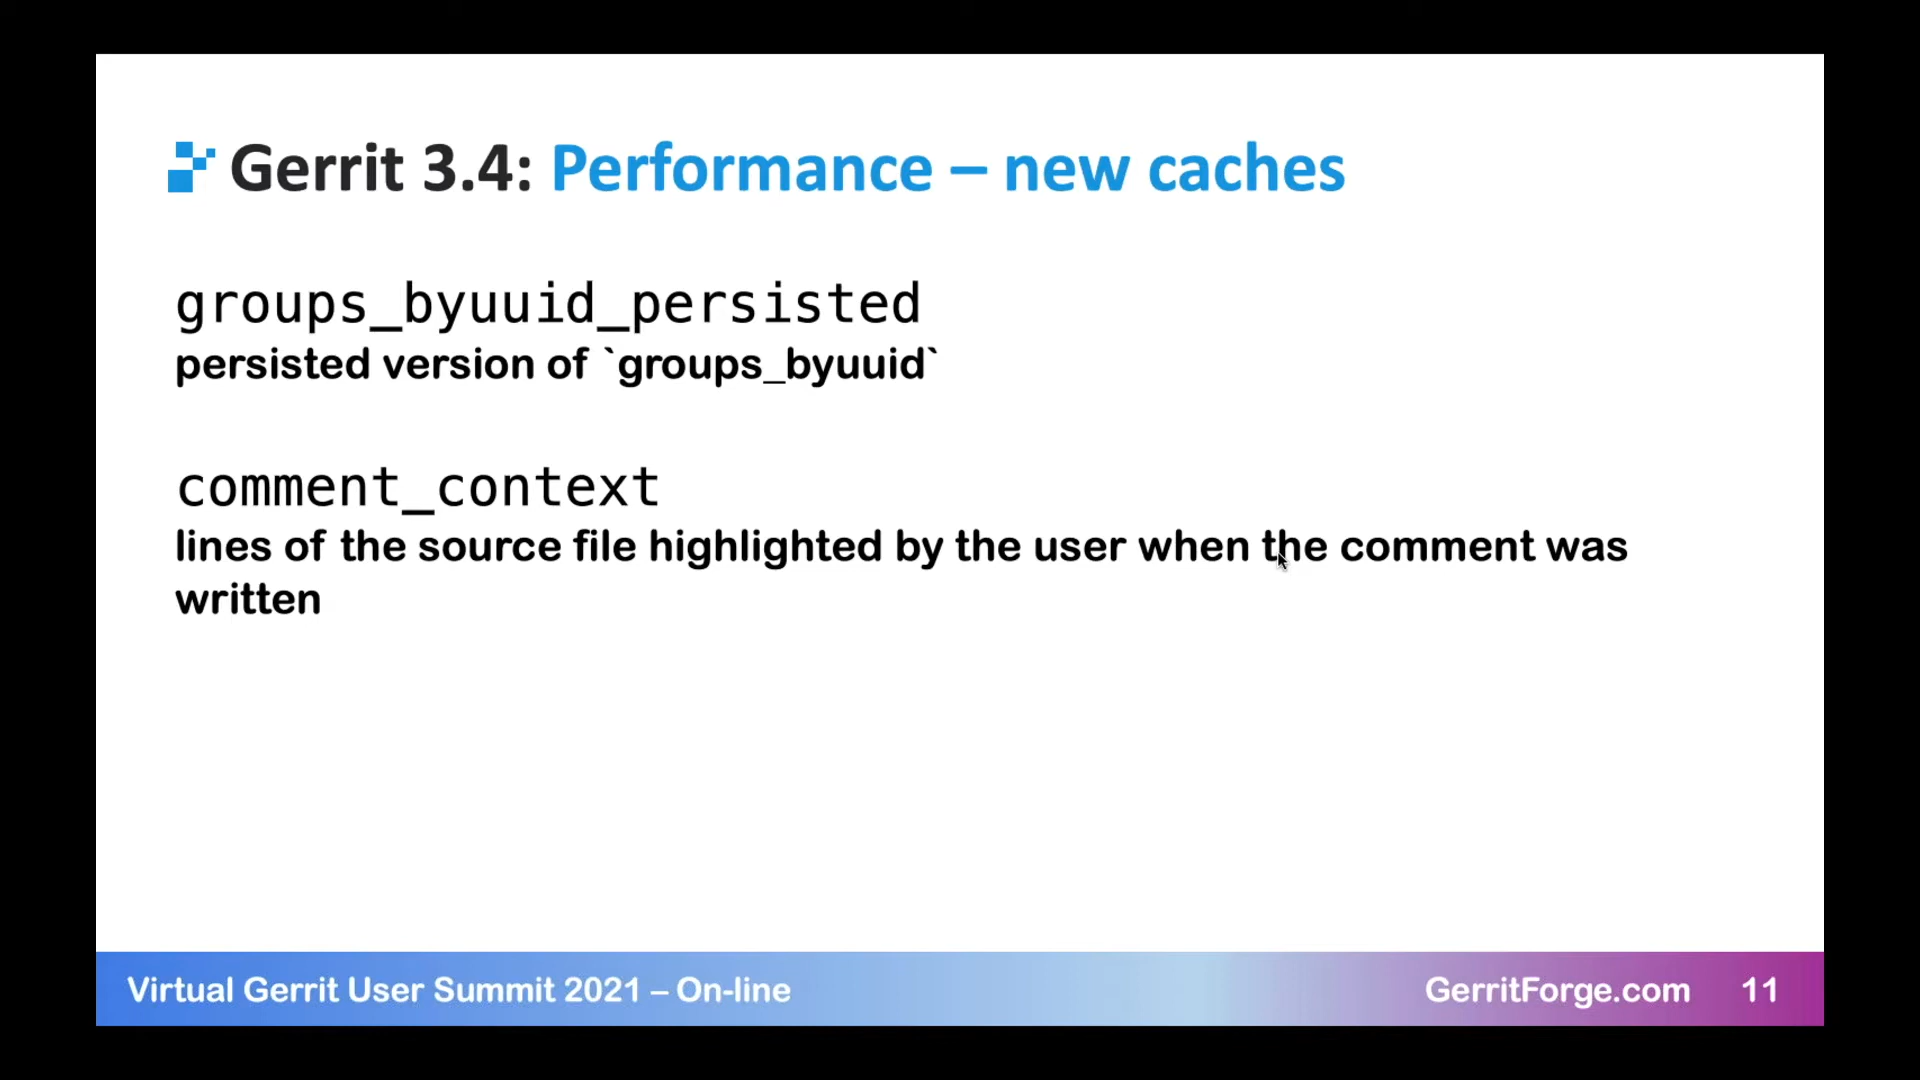 Gerrit 3.4: Performance – new caches
groups_byuuid_persisted
persisted version of `groups_byuuid`
comment_context
lines of the source file highlighted by the user when the comment was
written
Virtual Gerrit User Summit 2021 – On-line
GerritForge.com
11